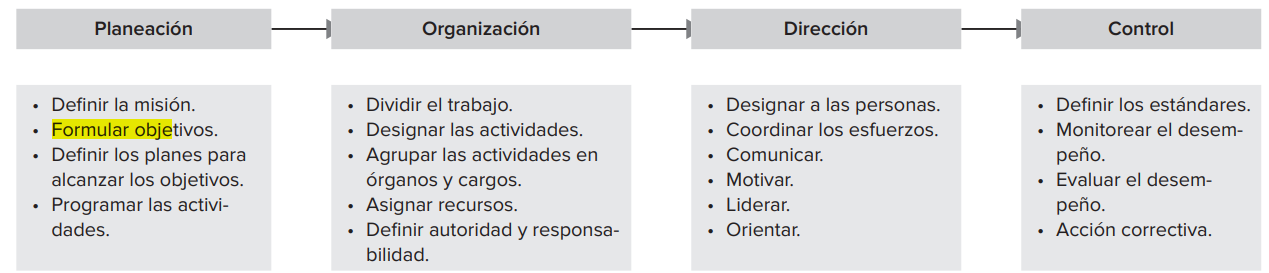 Planeación
Organización
Dirección
Control
• Definir la misión.
• Formular objetivos.
• Definir los planes para
alcanzar los objetivos.
• Programar las activi-
dades.
• Dividir el trabajo.
• Designar las actividades.
• Agrupar las actividades en
órganos y cargos.
• Asignar recursos.
• Definir autoridad y responsa-
bilidad.
• Designar a las personas.
• Coordinar los esfuerzos.
• Comunicar.
• Motivar.
• Liderar.
• Orientar.
• Definir los estándares.
• Monitorear el desem-
peño.
• Evaluar el desem-
peño.
• Acción correctiva.